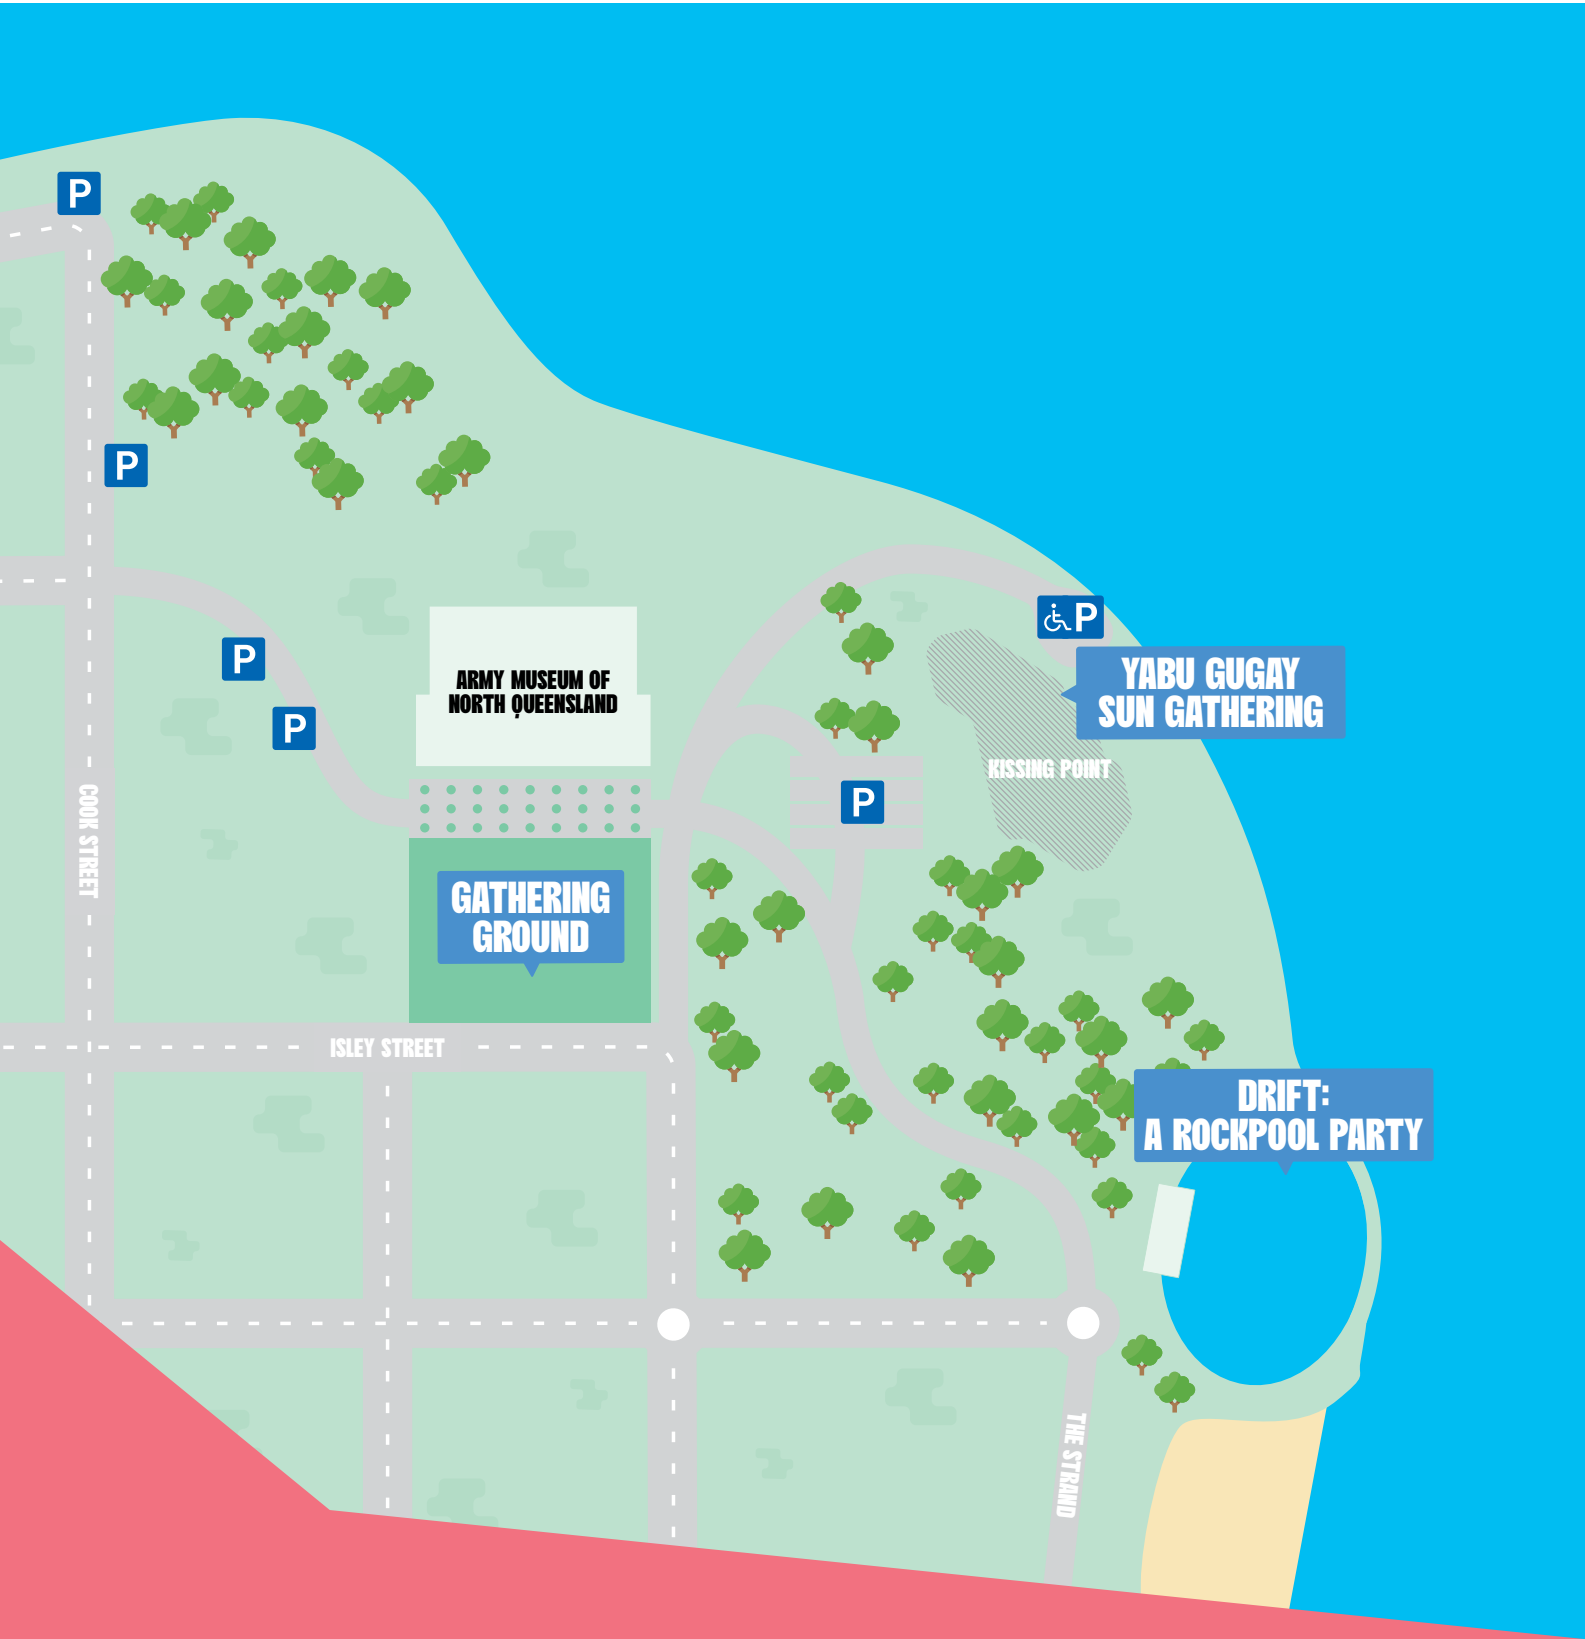 P
P
P
P
P
P
ARMY MUSEUM OF
NORTH QUEENSLAND
YABU GUGAY
SUN GATHERING
KISSING POINT
P
COOK STREET
GATHERING
GROUND
ISLEY STREET
DRIFT:
A ROCKPOOL PARTY
THE STRAND